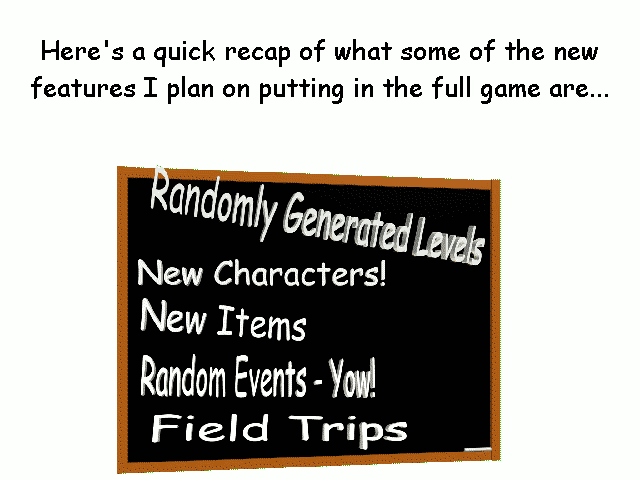 Here's a quick recap of what some of the new
features I plan on putting in the full game are...
Randomly Generated Levels
New Characters!
New Items
Random Events - Yow!
Field Trips